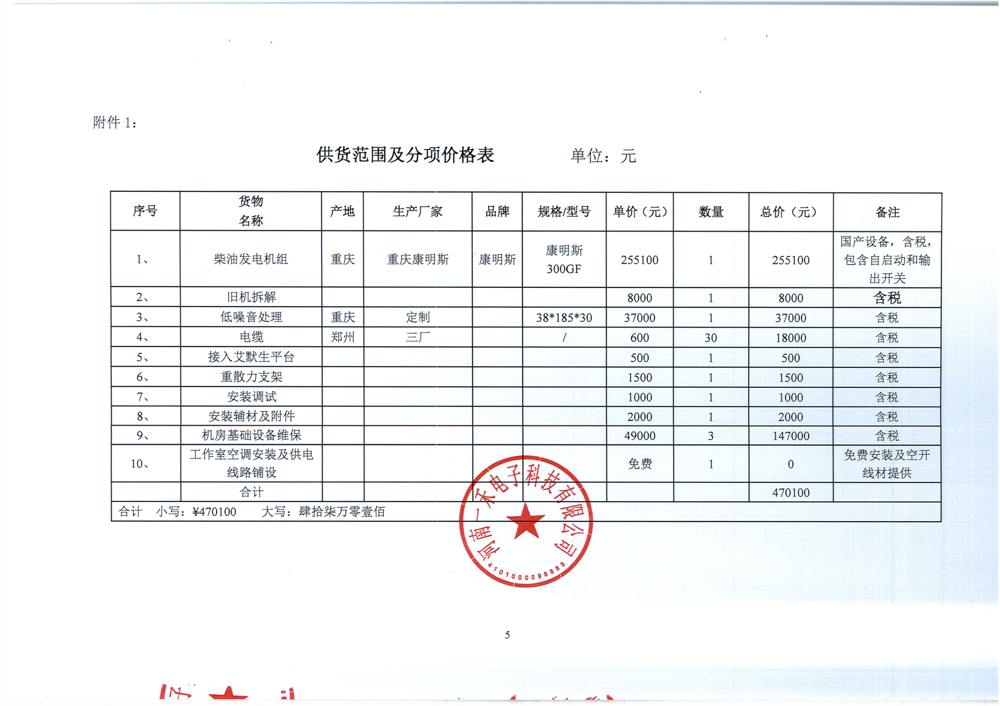 附件 1：
供货范围及分项价格表 单位：元
序号 货物名称 产地 生产厂家 品牌 规格/型号 单价（元） 数量 总价（元） 备注
1、 柴油发电机组 重庆 重庆康明斯 康明斯 康明斯 300GF 255100 1 255100 国产设备，含税，包含自启动和输出开关
2、 旧机拆解 8000 1 8000 含税
3、 低噪音处理 重庆 定制 38*185*30 37000 1 37000 含税
4、 电缆 郑州 三厂 / 600 30 18000 含税
5、 接入艾默生平台 500 1 500 含税
6、 重散力支架 1500 1 1500 含税
7、 安装调试 1000 1 1000 含税
8、 安装辅材及附件 2000 1 2000 含税
9、 机房基础设备维保 49000 3 147000 含税
10、 工作室空调安装及供电线路铺设 免费 1 0 免费安装及空开线材提供
合计 470100
合计 小写：¥470100 大写：肆拾柒万零壹佰
河南一禾电子科技有限公司
4101000098885
5
子